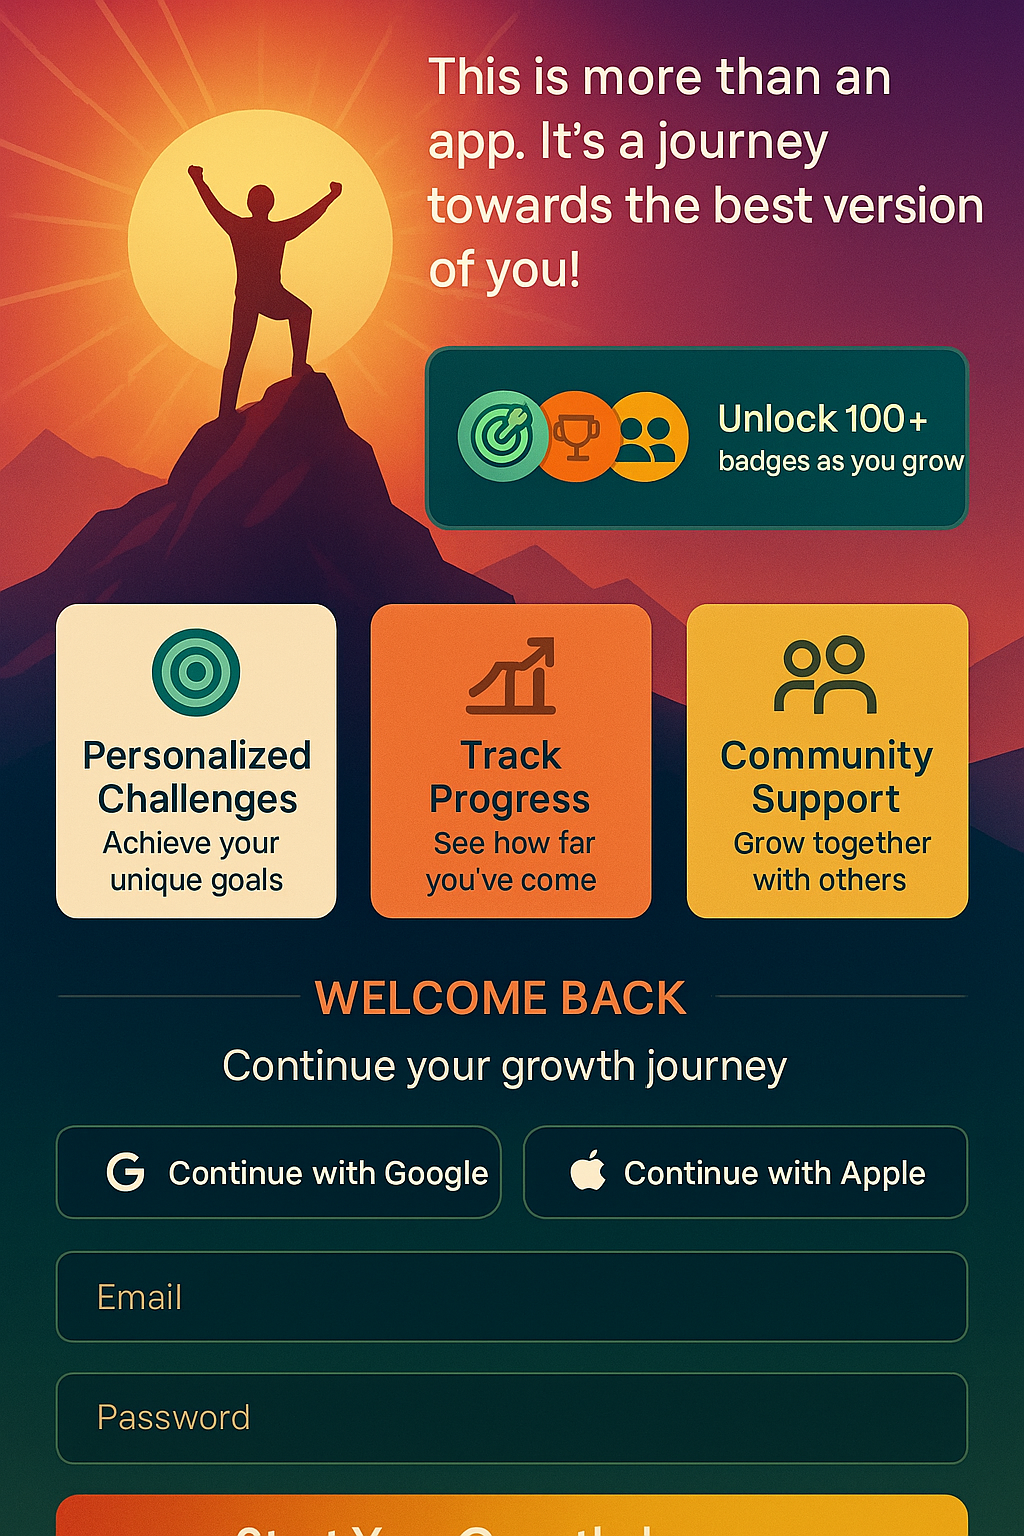 This is more than an
app. It’s a journey
towards the best version
of you!
Unlock 100+
badges as you grow
Personalized
Challenges
Achieve your
unique goals
Track
Progress
See how far
you've come
Community
Support
Grow together
with others
WELCOME BACK
Continue your growth journey
Continue with Google
Continue with Apple
Email
Password